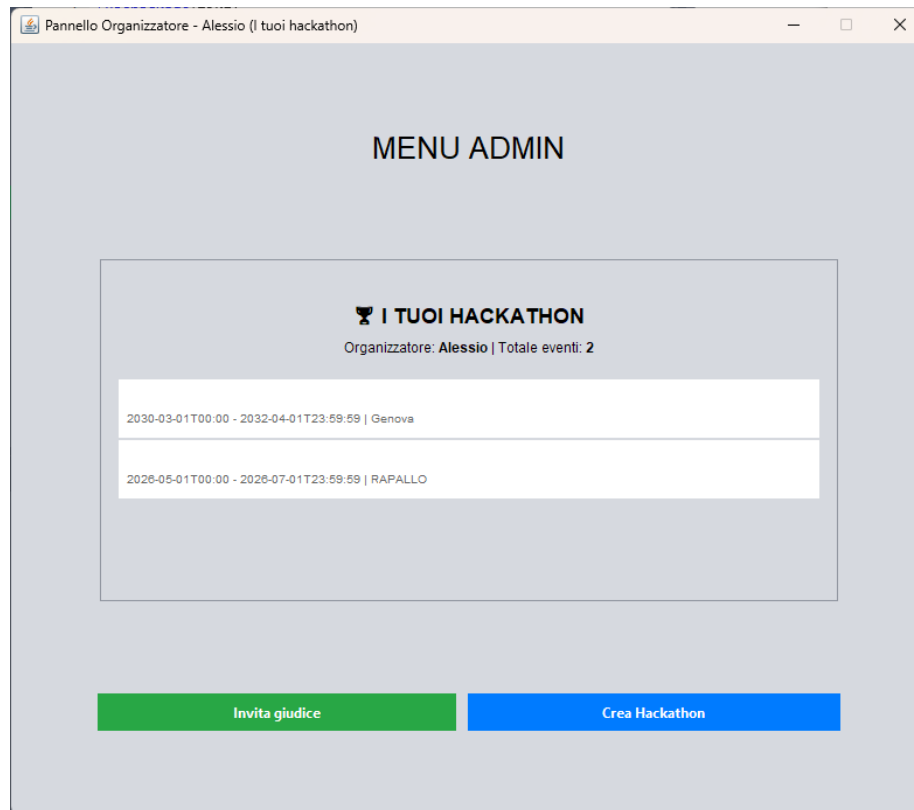 Pannello Organizzatore - Alessio (I tuoi hackathon)
MENU ADMIN
I TUOI HACKATHON
Organizzatore: Alessio | Totale eventi: 2
2030-03-01T00:00 - 2032-04-01T23:59:59 | Genova
2026-05-01T00:00 - 2026-07-01T23:59:59 | RAPALLO
Invita giudice
Crea Hackathon